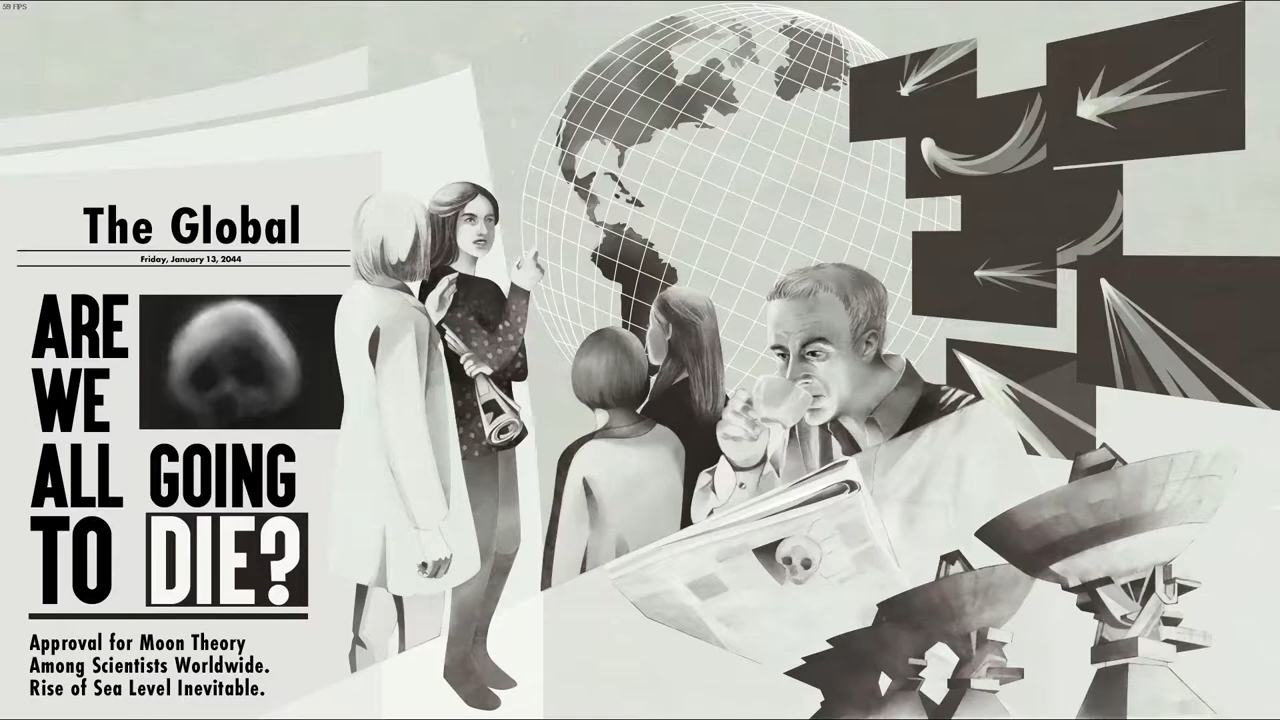 59 FPS
The Global
Friday, January 13, 2044
ARE
WE
ALL GOING
TO DIE?
Approval for Moon Theory
Among Scientists Worldwide.
Rise of Sea Level Inevitable.